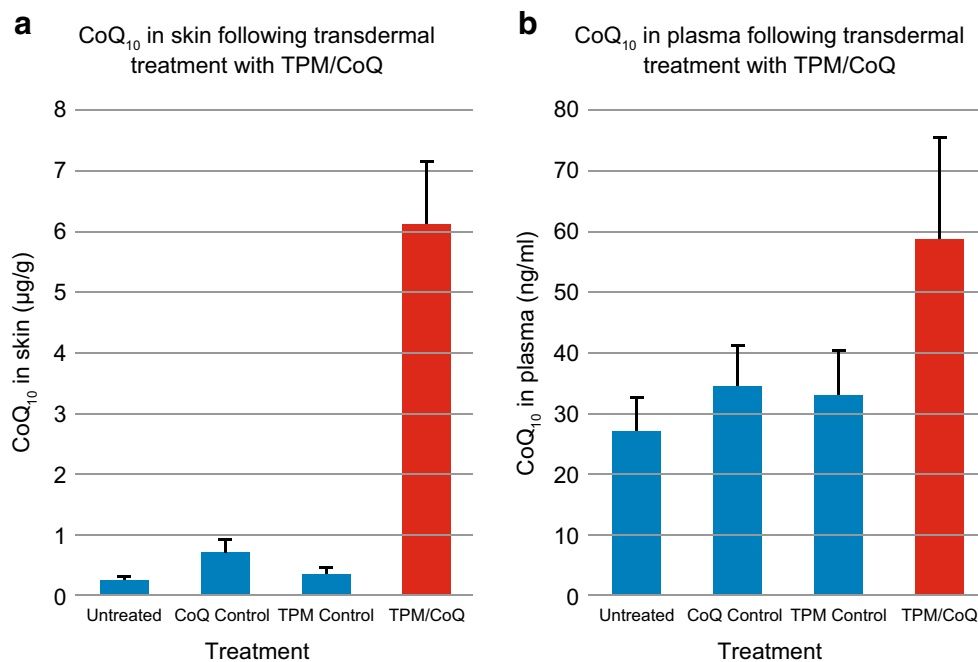 a
CoQ₁₀ in skin following transdermal
treatment with TPM/CoQ
CoQ₁₀ in skin (µg/g)
8
7
6
5
4
3
2
1
0
Untreated CoQ Control TPM Control TPM/CoQ
Treatment
b
CoQ₁₀ in plasma following transdermal
treatment with TPM/CoQ
CoQ₁₀ in plasma (ng/ml)
80
70
60
50
40
30
20
10
0
Untreated CoQ Control TPM Control TPM/CoQ
Treatment